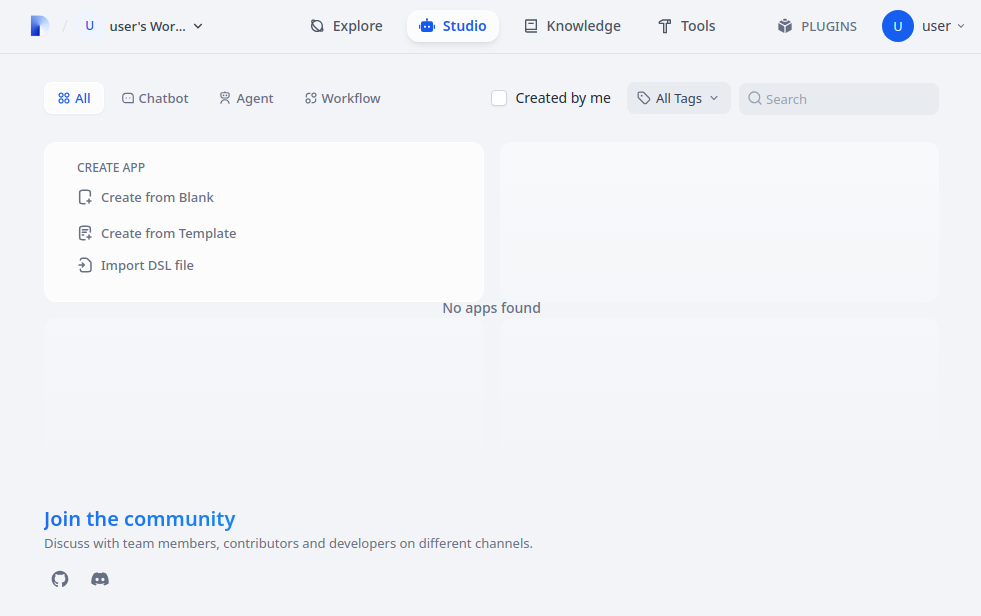 / U user's Wor... Explore Studio Knowledge Tools PLUGINS U user
All Chatbot Agent Workflow Created by me All Tags Search
CREATE APP
Create from Blank
Create from Template
Import DSL file
No apps found
Join the community
Discuss with team members, contributors and developers on different channels.